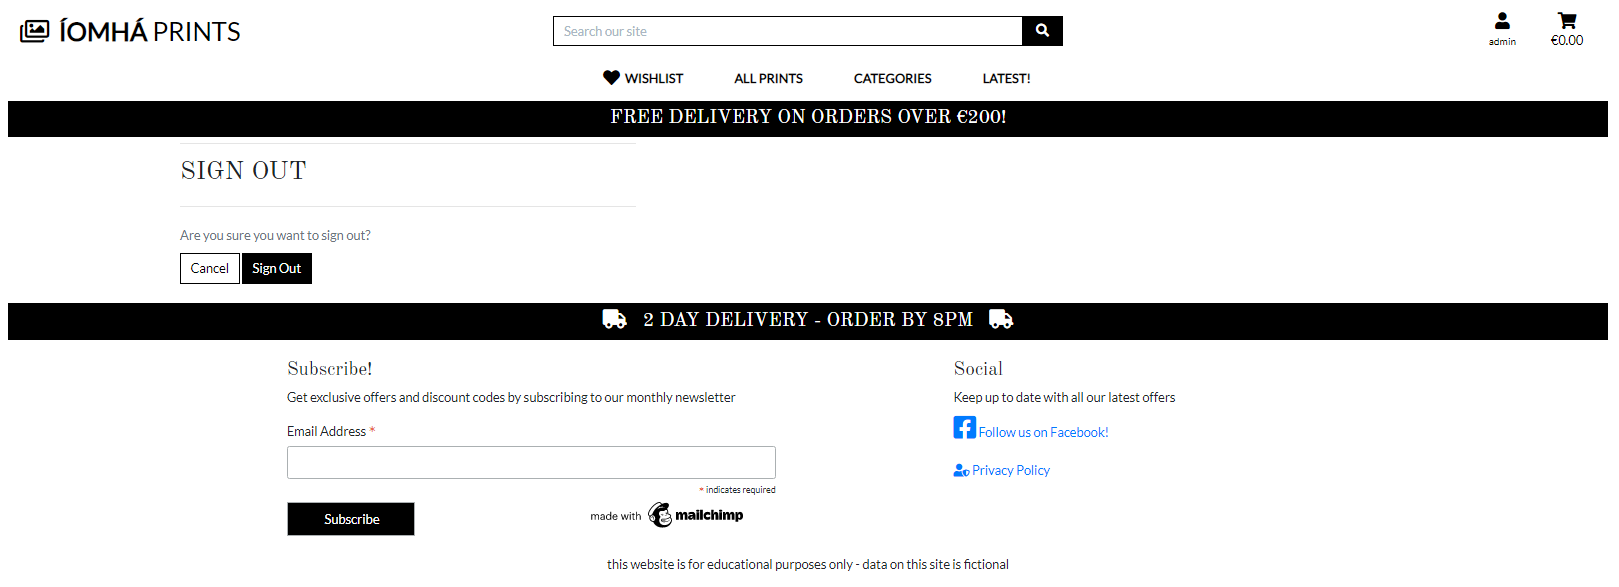 ÍOMHÁ PRINTS
Search our site
admin
€0.00
WISHLIST ALL PRINTS CATEGORIES LATEST!
FREE DELIVERY ON ORDERS OVER €200!
SIGN OUT
Are you sure you want to sign out?
Cancel Sign Out
2 DAY DELIVERY - ORDER BY 8PM
Subscribe!
Get exclusive offers and discount codes by subscribing to our monthly newsletter
Email Address *
* indicates required
Subscribe
made with mailchimp
Social
Keep up to date with all our latest offers
Follow us on Facebook!
Privacy Policy
this website is for educational purposes only - data on this site is fictional